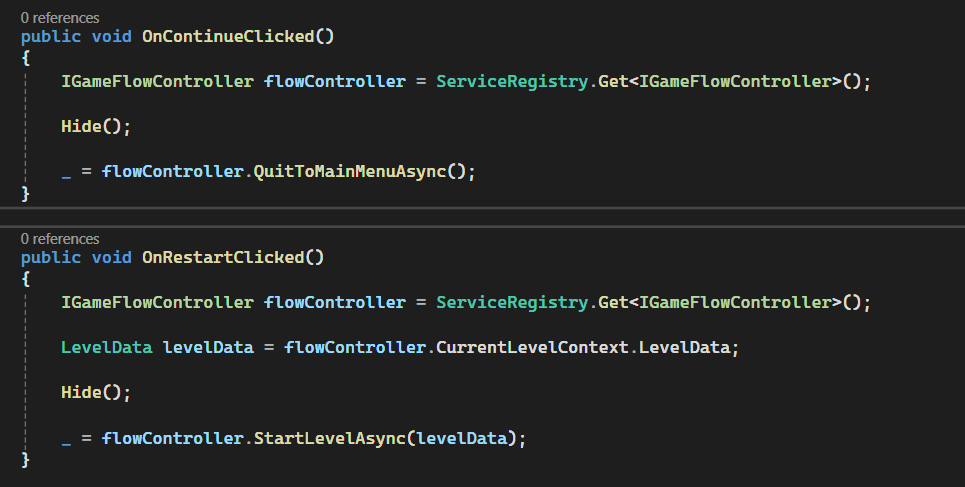 0 references
public void OnContinueClicked()
{
IGameFlowController flowController = ServiceRegistry.Get<IGameFlowController>();
Hide();
_ = flowController.QuitToMainMenuAsync();
}
0 references
public void OnRestartClicked()
{
IGameFlowController flowController = ServiceRegistry.Get<IGameFlowController>();
LevelData levelData = flowController.CurrentLevelContext.LevelData;
Hide();
_ = flowController.StartLevelAsync(levelData);
}